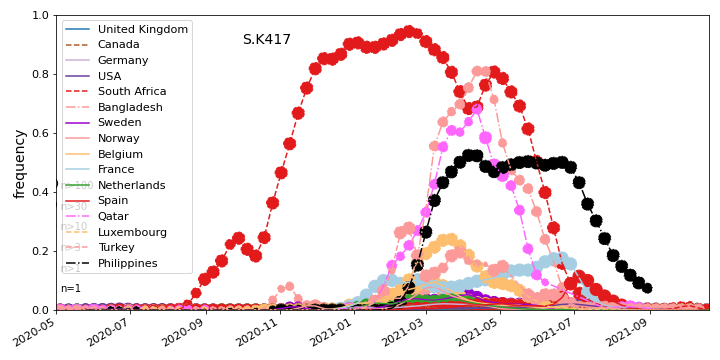 S.K417
frequency
1.0
0.8
0.6
0.4
0.2
0.0
United Kingdom
Canada
Germany
USA
South Africa
Bangladesh
Sweden
Norway
Belgium
France
Netherlands
Spain
Qatar
Luxembourg
Turkey
Philippines
n>30
n>10
n>3
n>1
n=1
2020-05
2020-07
2020-09
2020-11
2021-01
2021-03
2021-05
2021-07
2021-09